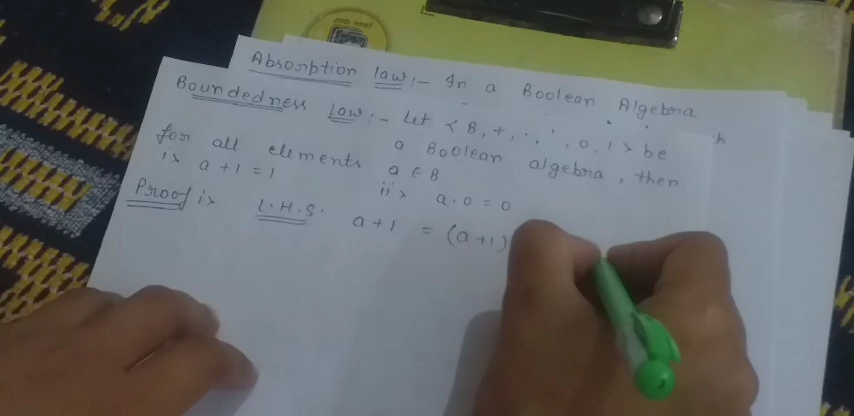 Absorption law :- In a Boolean Algebra
Boundedness law :- Let < B, +, ., ', 0, 1 > be
a Boolean algebra, then
for all elements a ∈ B
i> a + 1 = 1 ii> a . 0 = 0
Proof i> L.H.S. a + 1 = (a + 1)